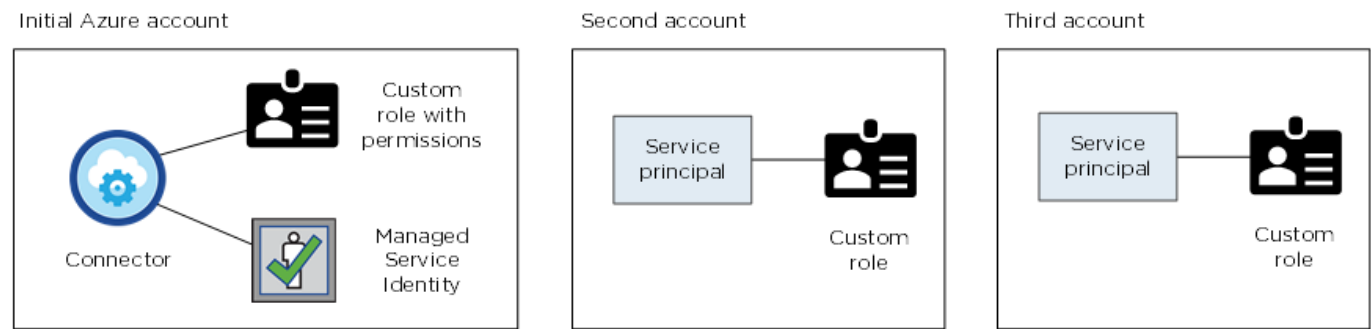 Initial Azure account
Second account
Third account
Custom
role with
permissions
Connector
Managed
Service
Identity
Service
principal
Custom
role
Service
principal
Custom
role